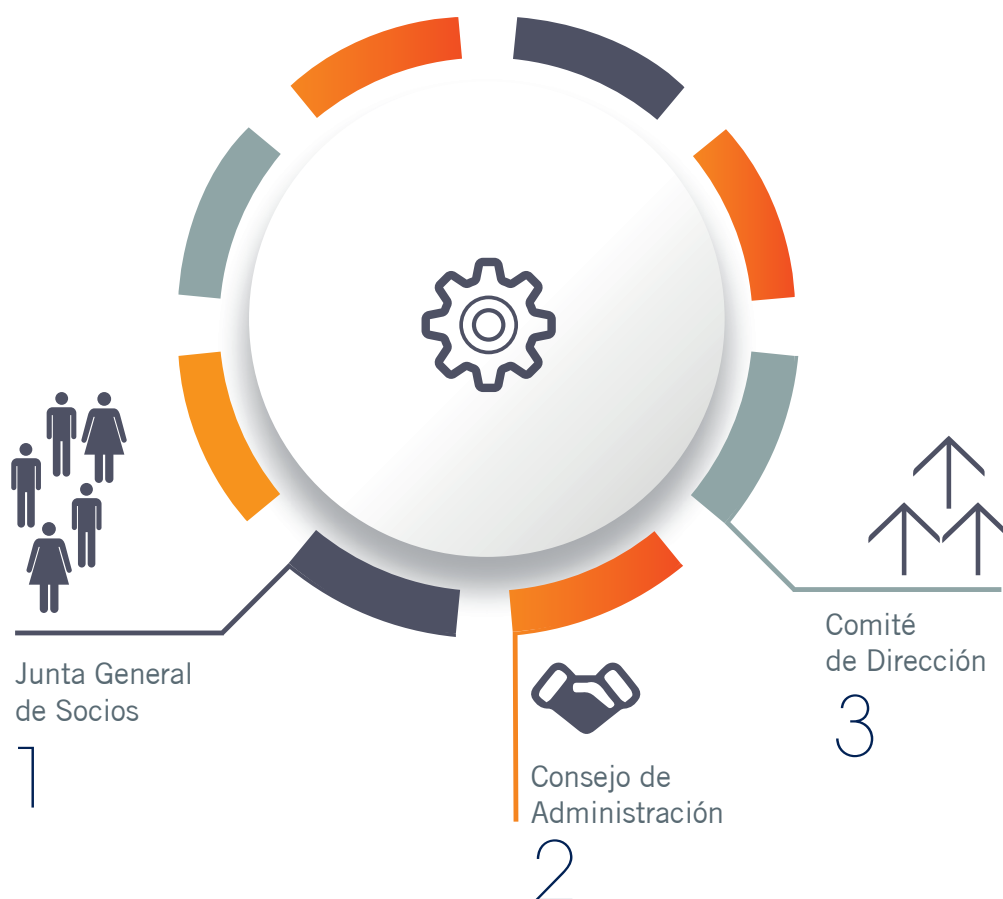 Junta General
de Socios
1
Consejo de
Administración
2
Comité
de Dirección
3